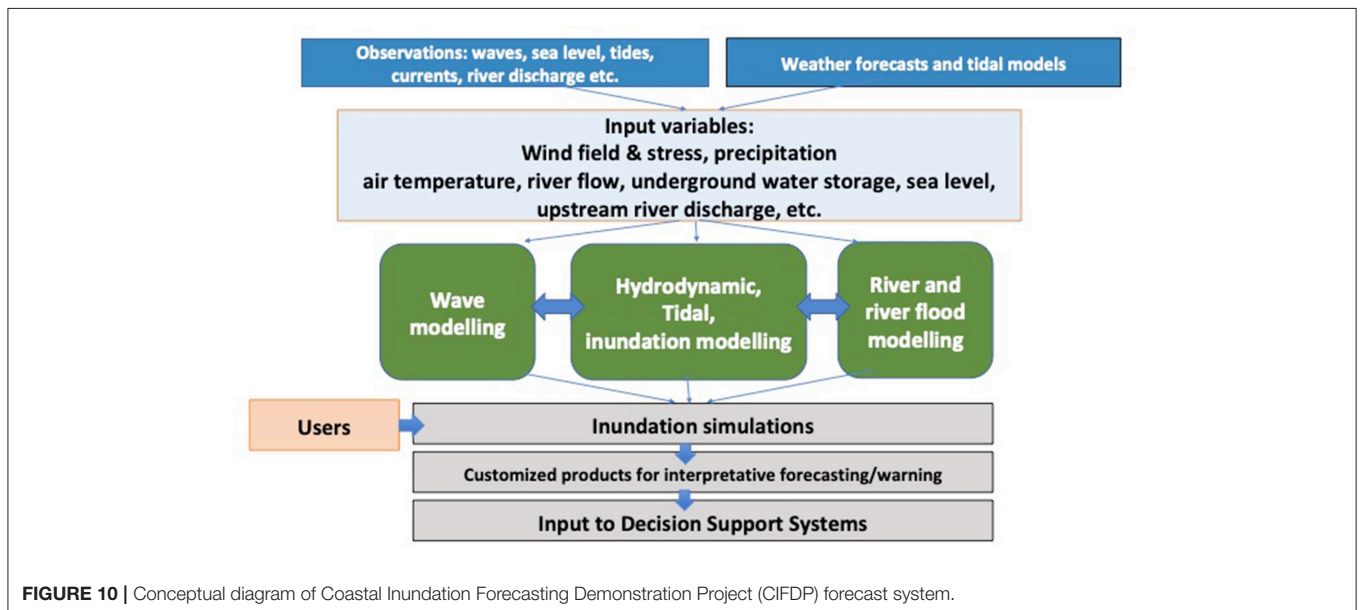 Observations: waves, sea level, tides,
currents, river discharge etc.
Weather forecasts and tidal models
Input variables:
Wind field & stress, precipitation
air temperature, river flow, underground water storage, sea level,
upstream river discharge, etc.
Wave
modelling
Hydrodynamic,
Tidal,
inundation modelling
River and
river flood
modelling
Users
Inundation simulations
Customized products for interpretative forecasting/warning
Input to Decision Support Systems
FIGURE 10 | Conceptual diagram of Coastal Inundation Forecasting Demonstration Project (CIFDP) forecast system.